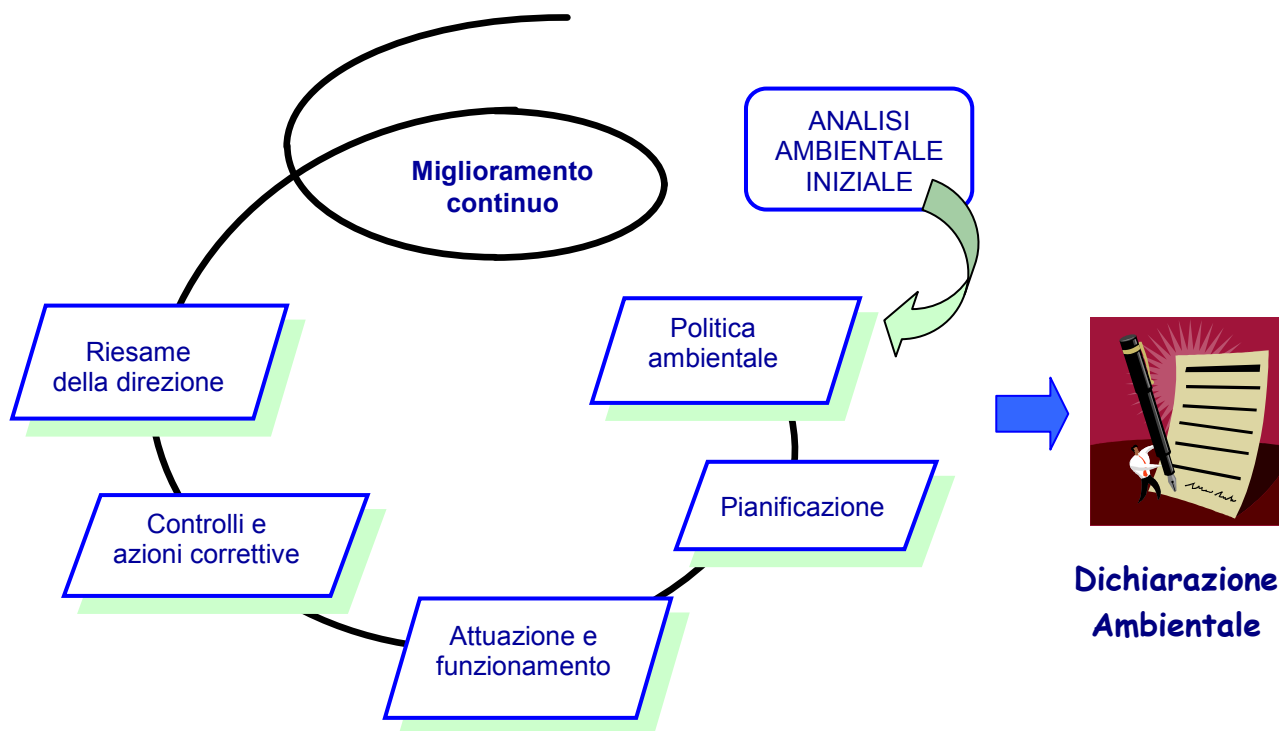 ANALISI
AMBIENTALE
INIZIALE
Miglioramento
continuo
Politica
ambientale
Riesame
della direzione
Pianificazione
Controlli e
azioni correttive
Attuazione e
funzionamento
Dichiarazione
Ambientale